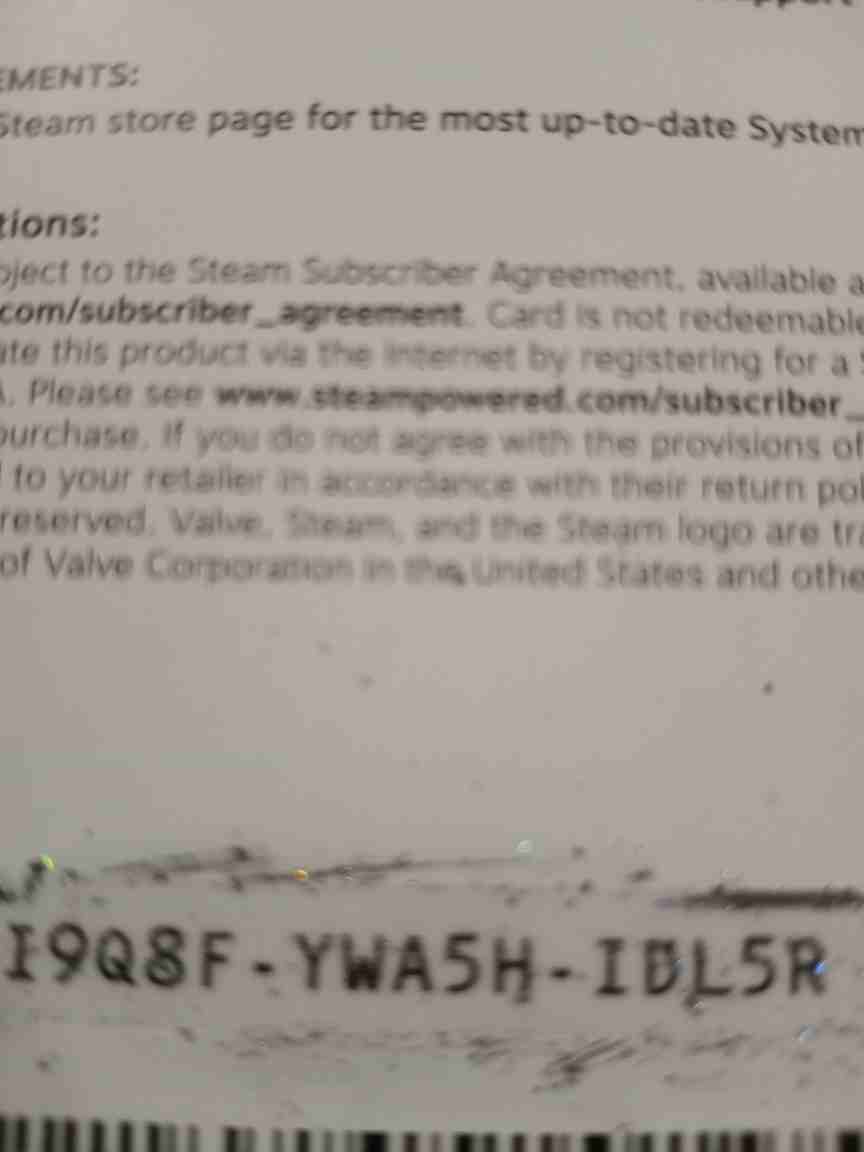 EMENTS:
Steam store page for the most up-to-date System
tions:
bject to the Steam Subscriber Agreement, available a
com/subscriber_agreement. Card is not redeemable
ate this product via the Internet by registering for a
. Please see www.steampowered.com/subscriber_
purchase. If you do not agree with the provisions of
to your retailer in accordance with their return pol
reserved. Valve, Steam, and the Steam logo are tra
of Valve Corporation in the United States and othe
I9Q8F-YWA5H-IDL5R